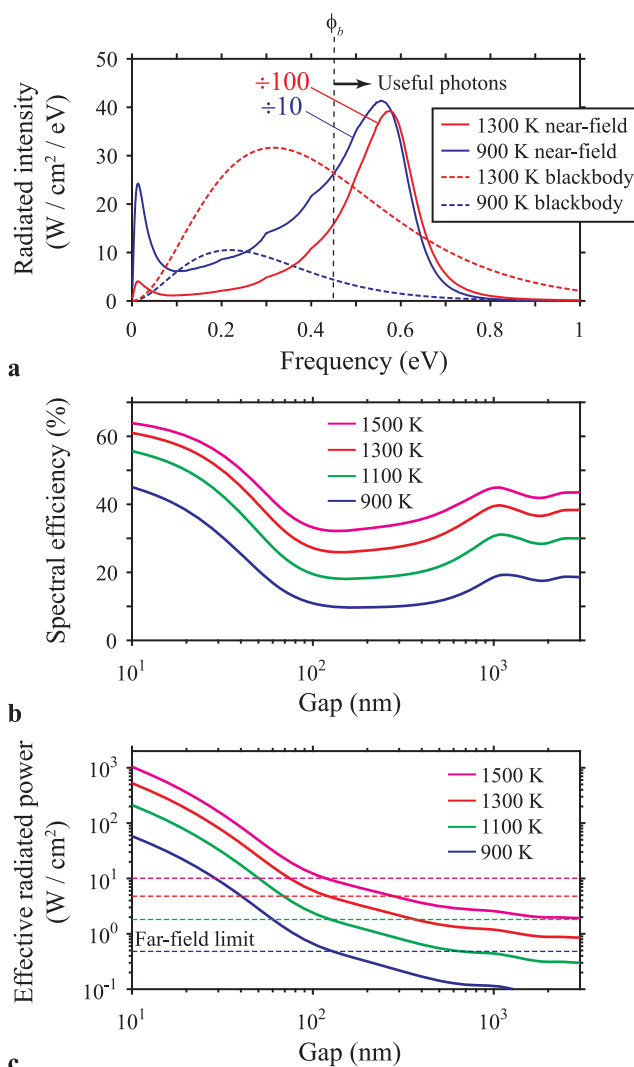 ϕb
50
40
30
20
10
0
Radiated intensity
(W / cm² / eV)
÷100
÷10
Useful photons
1300 K near-field
900 K near-field
1300 K blackbody
900 K blackbody
0 0.2 0.4 0.6 0.8 1
Frequency (eV)
a
60
40
20
0
Spectral efficiency (%)
1500 K
1300 K
1100 K
900 K
10¹ 10² 10³
Gap (nm)
b
10³
10²
10¹
10⁰
10⁻¹
Effective radiated power
(W / cm²)
1500 K
1300 K
1100 K
900 K
Far-field limit
10¹ 10² 10³
Gap (nm)
c